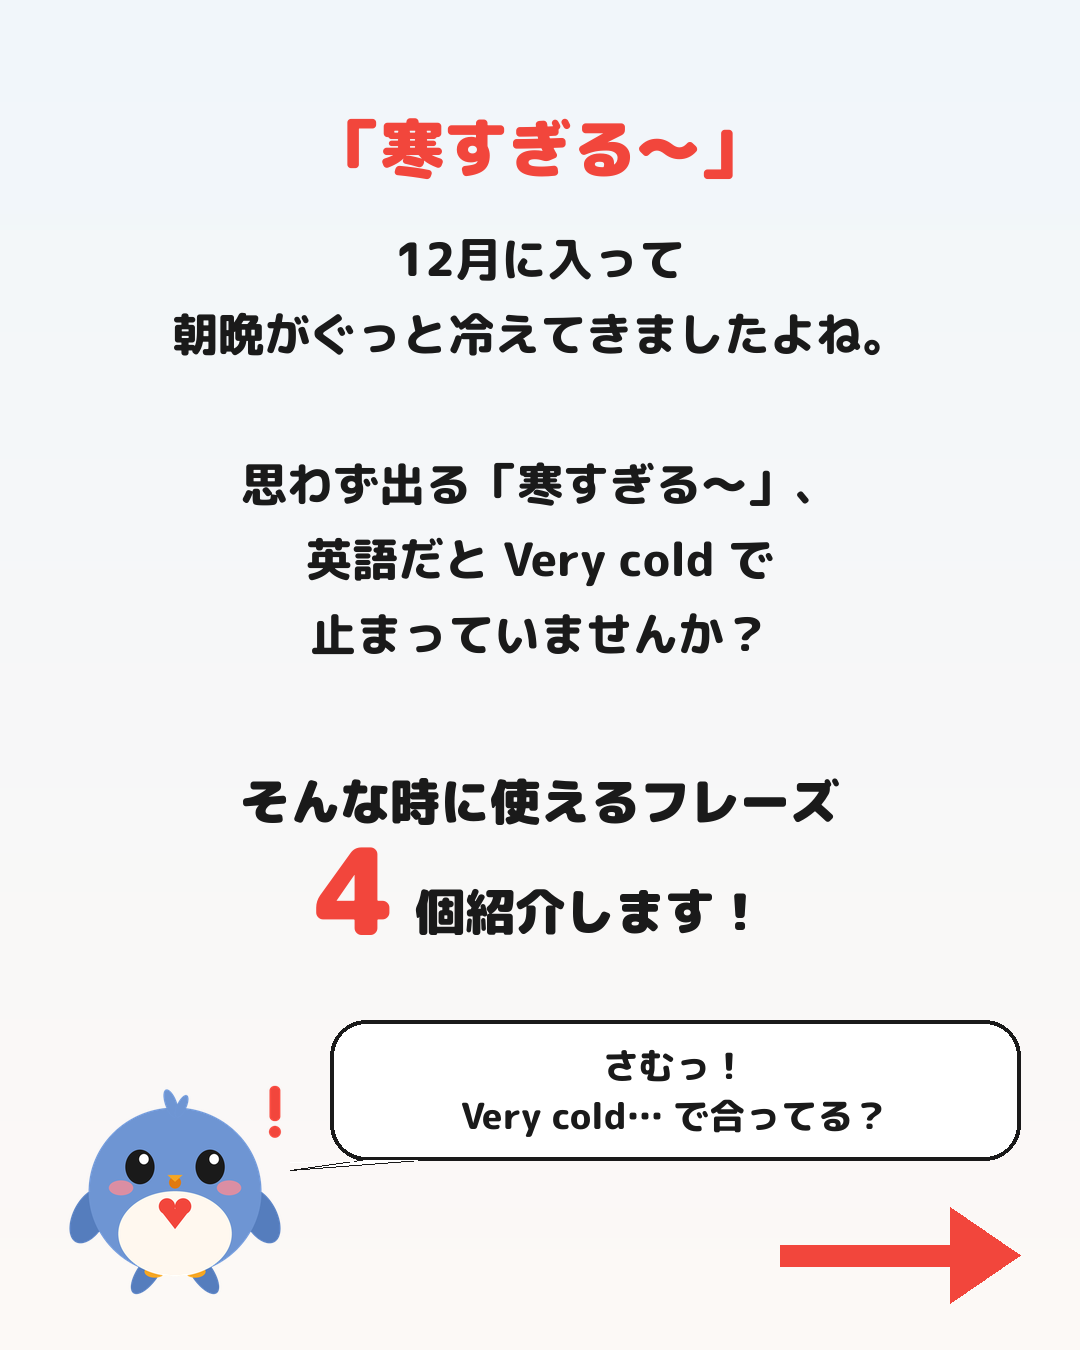 「寒すぎる〜」
12月に入って
朝晩がぐっと冷えてきましたよね。
思わず出る「寒すぎる〜」、
英語だと Very cold で
止まっていませんか？
そんな時に使えるフレーズ
4 個紹介します！
さむっ！
Very cold… で合ってる？